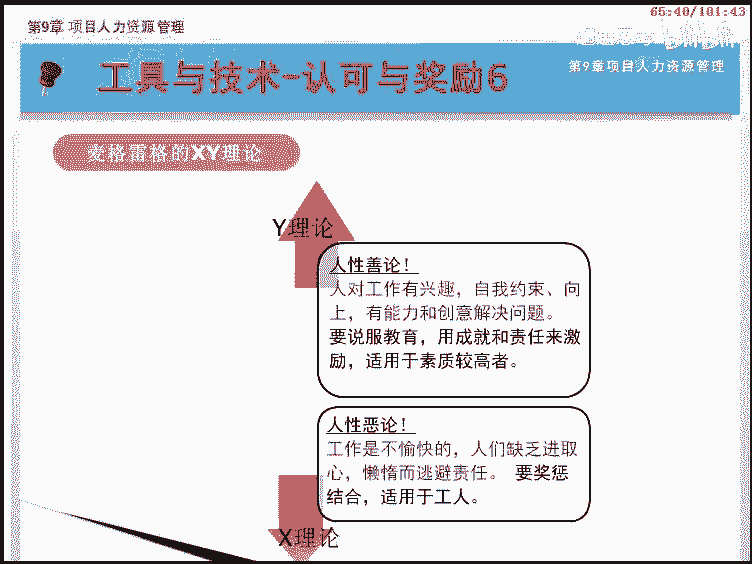 65:40/101:43
第9章 项目人力资源管理
工具与技术-认可与奖励6
第9章项目人力资源管理
麦格雷格的XY理论
Y理论
人性善论！
人对工作有兴趣，自我约束、向
上，有能力和创意解决问题。
要说服教育，用成就和责任来激
励，适用于素质较高者。
人性恶论！
工作是不愉快的，人们缺乏进取
心，懒惰而逃避责任。 要奖惩
结合，适用于工人。
X理论